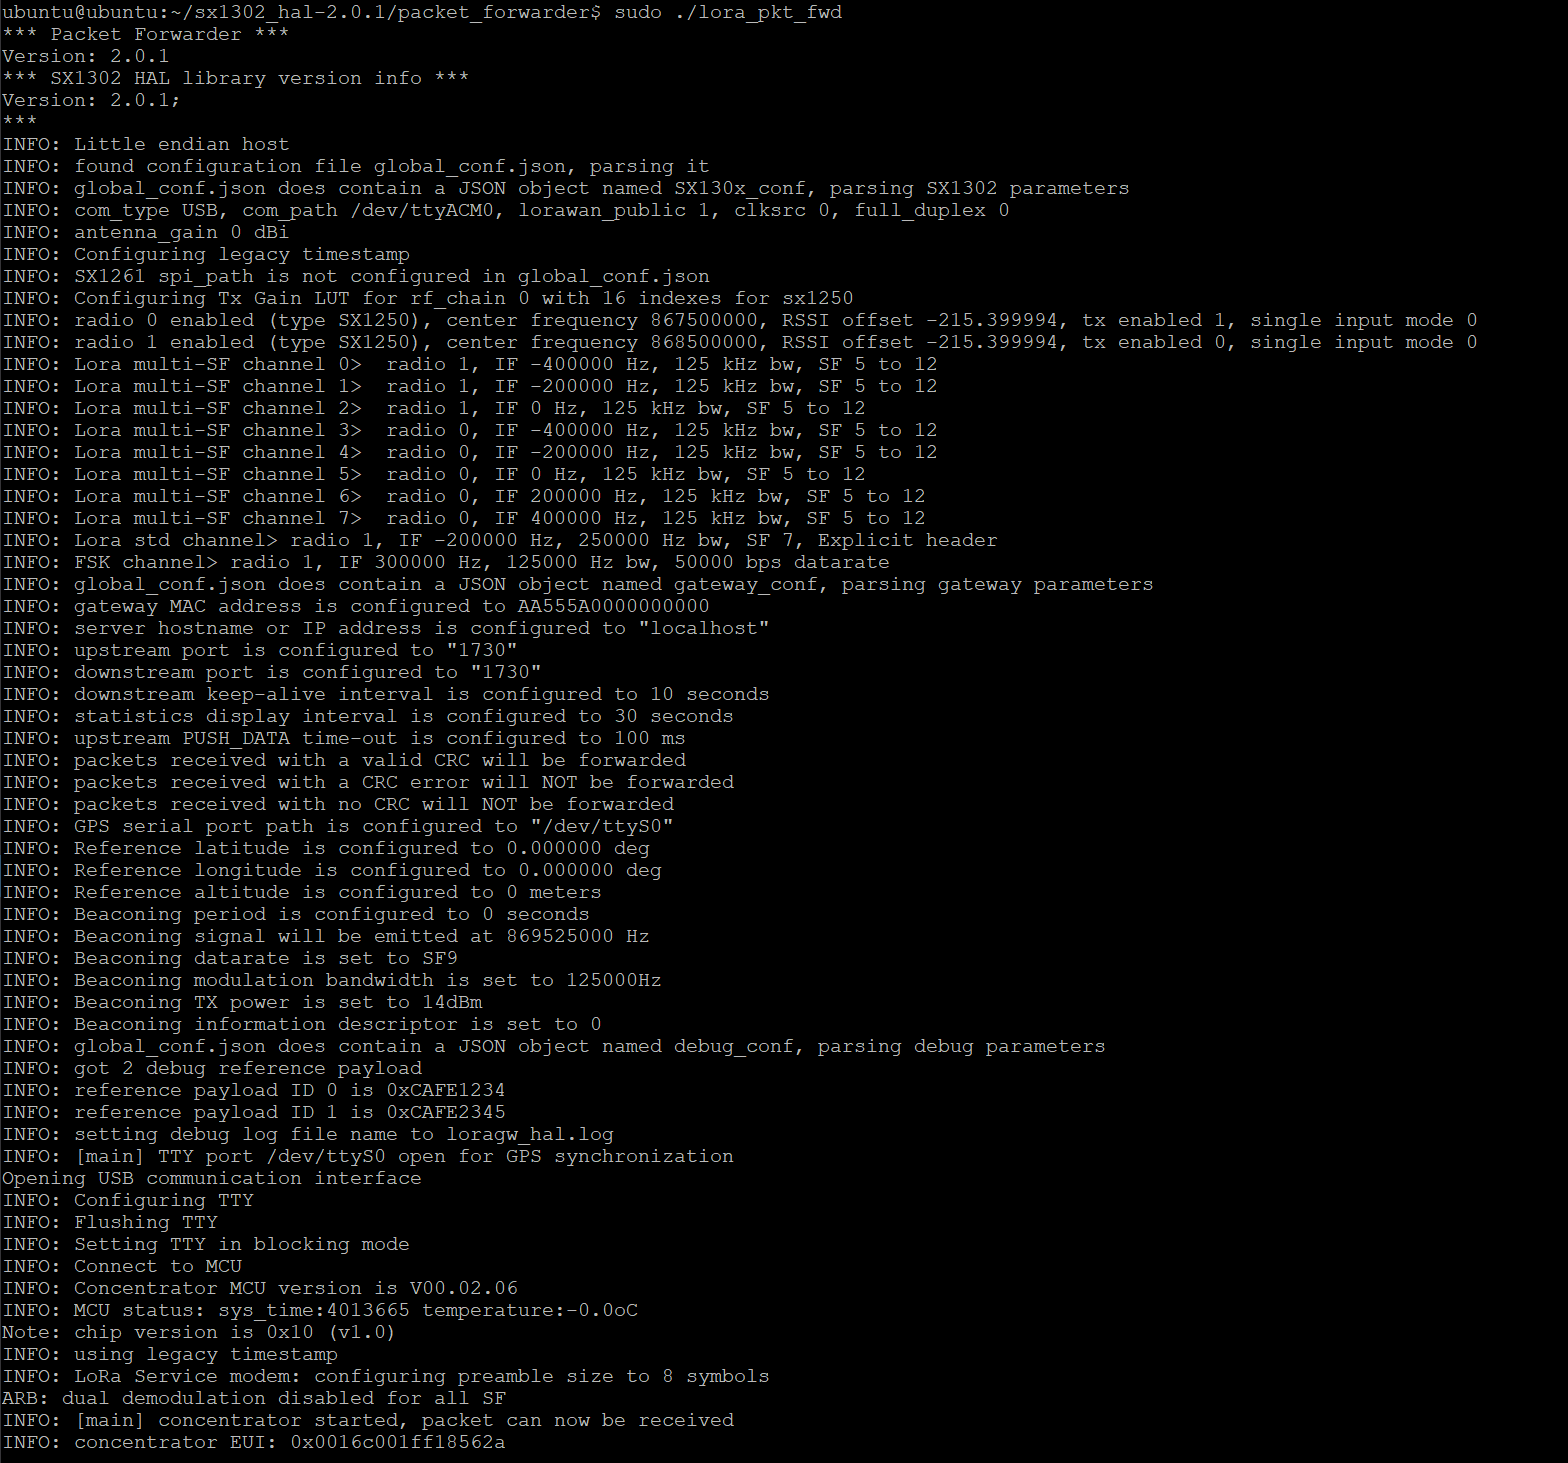 ubuntu@ubuntu:~/sx1302_hal-2.0.1/packet_forwarder$ sudo ./lora_pkt_fwd
*** Packet Forwarder ***
Version: 2.0.1
*** SX1302 HAL library version info ***
Version: 2.0.1;
***
INFO: Little endian host
INFO: found configuration file global_conf.json, parsing it
INFO: global_conf.json does contain a JSON object named SX130x_conf, parsing SX1302 parameters
INFO: com_type USB, com_path /dev/ttyACM0, lorawan_public 1, clksrc 0, full_duplex 0
INFO: antenna_gain 0 dBi
INFO: Configuring legacy timestamp
INFO: SX1261 spi_path is not configured in global_conf.json
INFO: Configuring Tx Gain LUT for rf_chain 0 with 16 indexes for sx1250
INFO: radio 0 enabled (type SX1250), center frequency 867500000, RSSI offset -215.399994, tx enabled 1, single input mode 0
INFO: radio 1 enabled (type SX1250), center frequency 868500000, RSSI offset -215.399994, tx enabled 0, single input mode 0
INFO: Lora multi-SF channel 0>  radio 1, IF -400000 Hz, 125 kHz bw, SF 5 to 12
INFO: Lora multi-SF channel 1>  radio 1, IF -200000 Hz, 125 kHz bw, SF 5 to 12
INFO: Lora multi-SF channel 2>  radio 1, IF 0 Hz, 125 kHz bw, SF 5 to 12
INFO: Lora multi-SF channel 3>  radio 0, IF -400000 Hz, 125 kHz bw, SF 5 to 12
INFO: Lora multi-SF channel 4>  radio 0, IF -200000 Hz, 125 kHz bw, SF 5 to 12
INFO: Lora multi-SF channel 5>  radio 0, IF 0 Hz, 125 kHz bw, SF 5 to 12
INFO: Lora multi-SF channel 6>  radio 0, IF 200000 Hz, 125 kHz bw, SF 5 to 12
INFO: Lora multi-SF channel 7>  radio 0, IF 400000 Hz, 125 kHz bw, SF 5 to 12
INFO: Lora std channel> radio 1, IF -200000 Hz, 250000 Hz bw, SF 7, Explicit header
INFO: FSK channel> radio 1, IF 300000 Hz, 125000 Hz bw, 50000 bps datarate
INFO: global_conf.json does contain a JSON object named gateway_conf, parsing gateway parameters
INFO: gateway MAC address is configured to AA555A0000000000
INFO: server hostname or IP address is configured to "localhost"
INFO: upstream port is configured to "1730"
INFO: downstream port is configured to "1730"
INFO: downstream keep-alive interval is configured to 10 seconds
INFO: statistics display interval is configured to 30 seconds
INFO: upstream PUSH_DATA time-out is configured to 100 ms
INFO: packets received with a valid CRC will be forwarded
INFO: packets received with a CRC error will NOT be forwarded
INFO: packets received with no CRC will NOT be forwarded
INFO: GPS serial port path is configured to "/dev/ttyS0"
INFO: Reference latitude is configured to 0.000000 deg
INFO: Reference longitude is configured to 0.000000 deg
INFO: Reference altitude is configured to 0 meters
INFO: Beaconing period is configured to 0 seconds
INFO: Beaconing signal will be emitted at 869525000 Hz
INFO: Beaconing datarate is set to SF9
INFO: Beaconing modulation bandwidth is set to 125000Hz
INFO: Beaconing TX power is set to 14dBm
INFO: Beaconing information descriptor is set to 0
INFO: global_conf.json does contain a JSON object named debug_conf, parsing debug parameters
INFO: got 2 debug reference payload
INFO: reference payload ID 0 is 0xCAFE1234
INFO: reference payload ID 1 is 0xCAFE2345
INFO: setting debug log file name to loragw_hal.log
INFO: [main] TTY port /dev/ttyS0 open for GPS synchronization
Opening USB communication interface
INFO: Configuring TTY
INFO: Flushing TTY
INFO: Setting TTY in blocking mode
INFO: Connect to MCU
INFO: Concentrator MCU version is V00.02.06
INFO: MCU status: sys_time:4013665 temperature:-0.0oC
Note: chip version is 0x10 (v1.0)
INFO: using legacy timestamp
INFO: LoRa Service modem: configuring preamble size to 8 symbols
ARB: dual demodulation disabled for all SF
INFO: [main] concentrator started, packet can now be received
INFO: concentrator EUI: 0x0016c001ff18562a